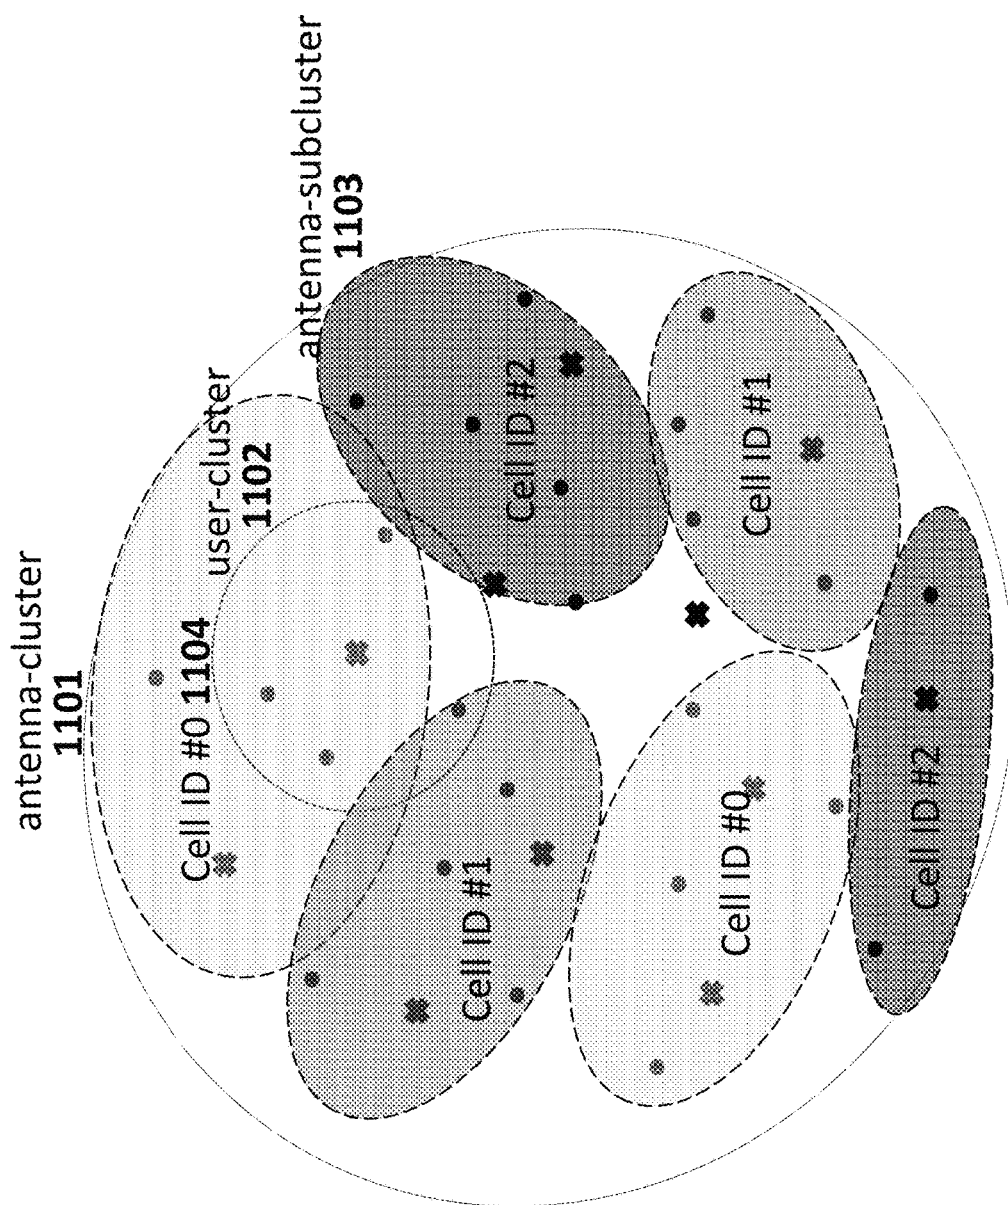 antenna-cluster
1101
user-cluster
1102
antenna-subcluster
1103
Cell ID #0 1104
Cell ID #2
Cell ID #1
Cell ID #1
Cell ID #0
Cell ID #2